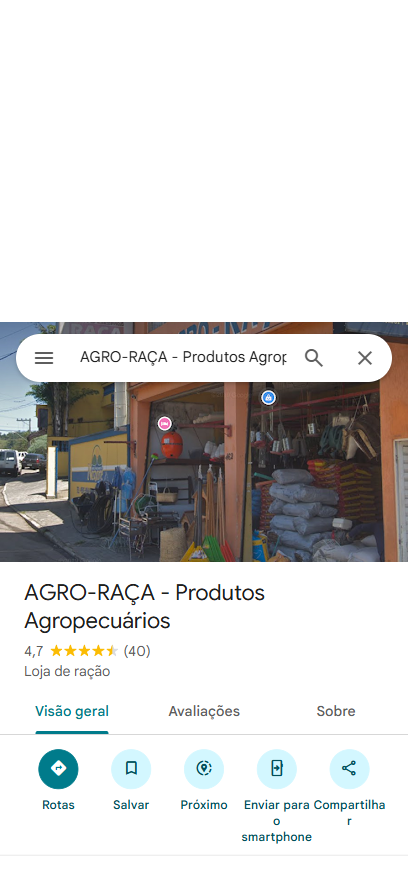 RAÇA
AGRO-RAÇA - Produtos Agrop
AGRO-RAÇA - Produtos
Agropecuários
4,7 (40)
Loja de ração
Visão geral Avaliações Sobre
Rotas Salvar Próximo Enviar para o smartphone Compartilhar